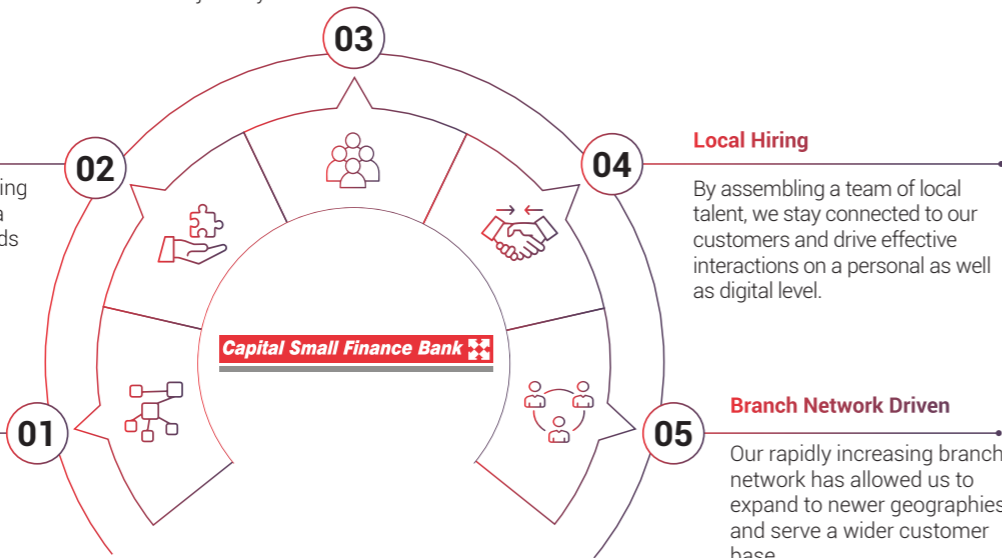 03
02
04
Local Hiring
By assembling a team of local
talent, we stay connected to our
customers and drive effective
interactions on a personal as well
as digital level.
Capital Small Finance Bank
01
05
Branch Network Driven
Our rapidly increasing branch
network has allowed us to
expand to newer geographies
and serve a wider customer
base